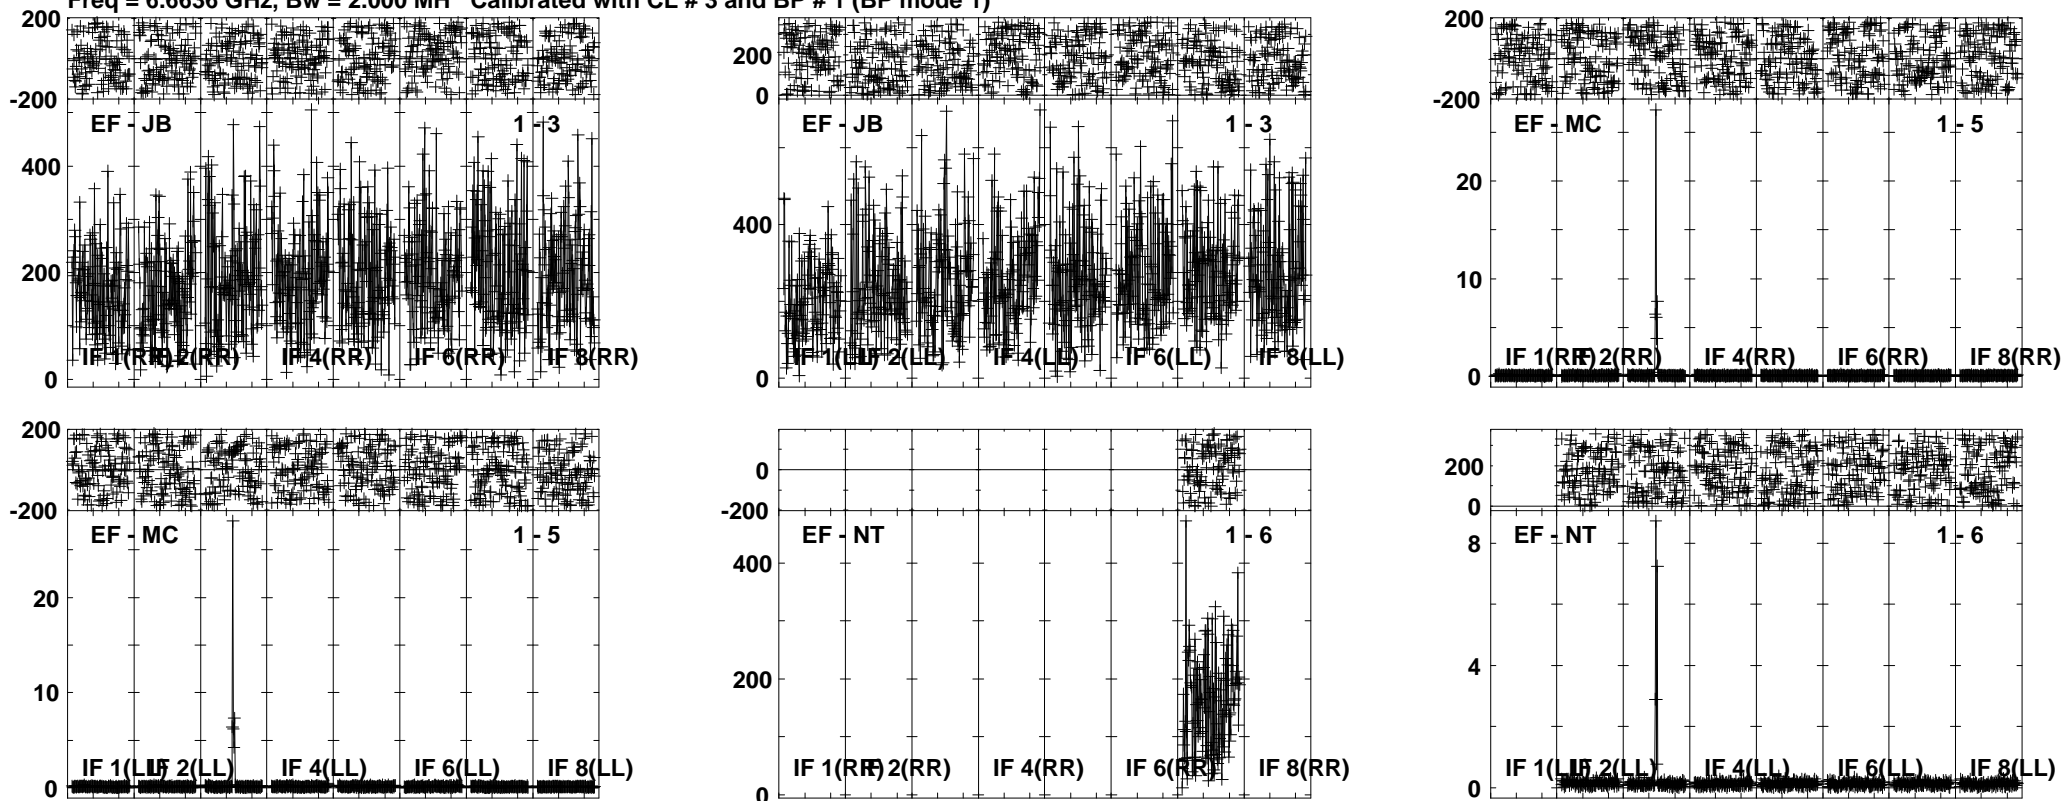 Freq = 6.6636 GHz, Bw = 2.000 MH Calibrated with CL # 3 and BP # 1 (BP mode 1)
200
-200
EF - JB 1 - 3
400
200
0
IF 1(RR) IF 2(RR) IF 4(RR) IF 6(RR) IF 8(RR)
200
0
EF - JB 1 - 3
400
0
IF 1(LL) IF 2(LL) IF 4(LL) IF 6(LL) IF 8(LL)
200
-200
EF - MC 1 - 5
20
10
0
IF 1(RR) IF 2(RR) IF 4(RR) IF 6(RR) IF 8(RR)
200
-200
EF - MC 1 - 5
20
10
0
IF 1(LL) IF 2(LL) IF 4(LL) IF 6(LL) IF 8(LL)
0
-200
EF - NT 1 - 6
400
200
0
IF 1(RR) IF 2(RR) IF 4(RR) IF 6(RR) IF 8(RR)
200
0
EF - NT 1 - 6
8
4
0
IF 1(LL) IF 2(LL) IF 4(LL) IF 6(LL) IF 8(LL)